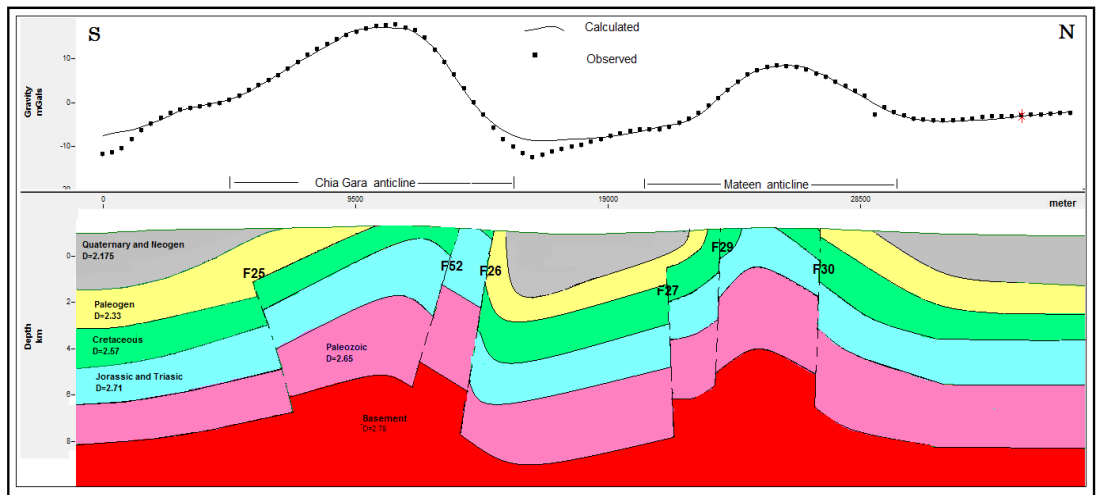 S
Calculated
N
Observed
Gravity
mGals
10
0
-10
-20
Chia Gara anticline
Mateen anticline
0
9500
19000
28500
meter
Depth
km
0
2
4
6
8
Quaternary and Neogen
D=2.175
F25
F52
F26
F29
F30
F27
Paleogen
D=2.33
Cretaceous
D=2.57
Paleozoic
D=2.65
Jorassic and Triasic
D=2.71
Basement